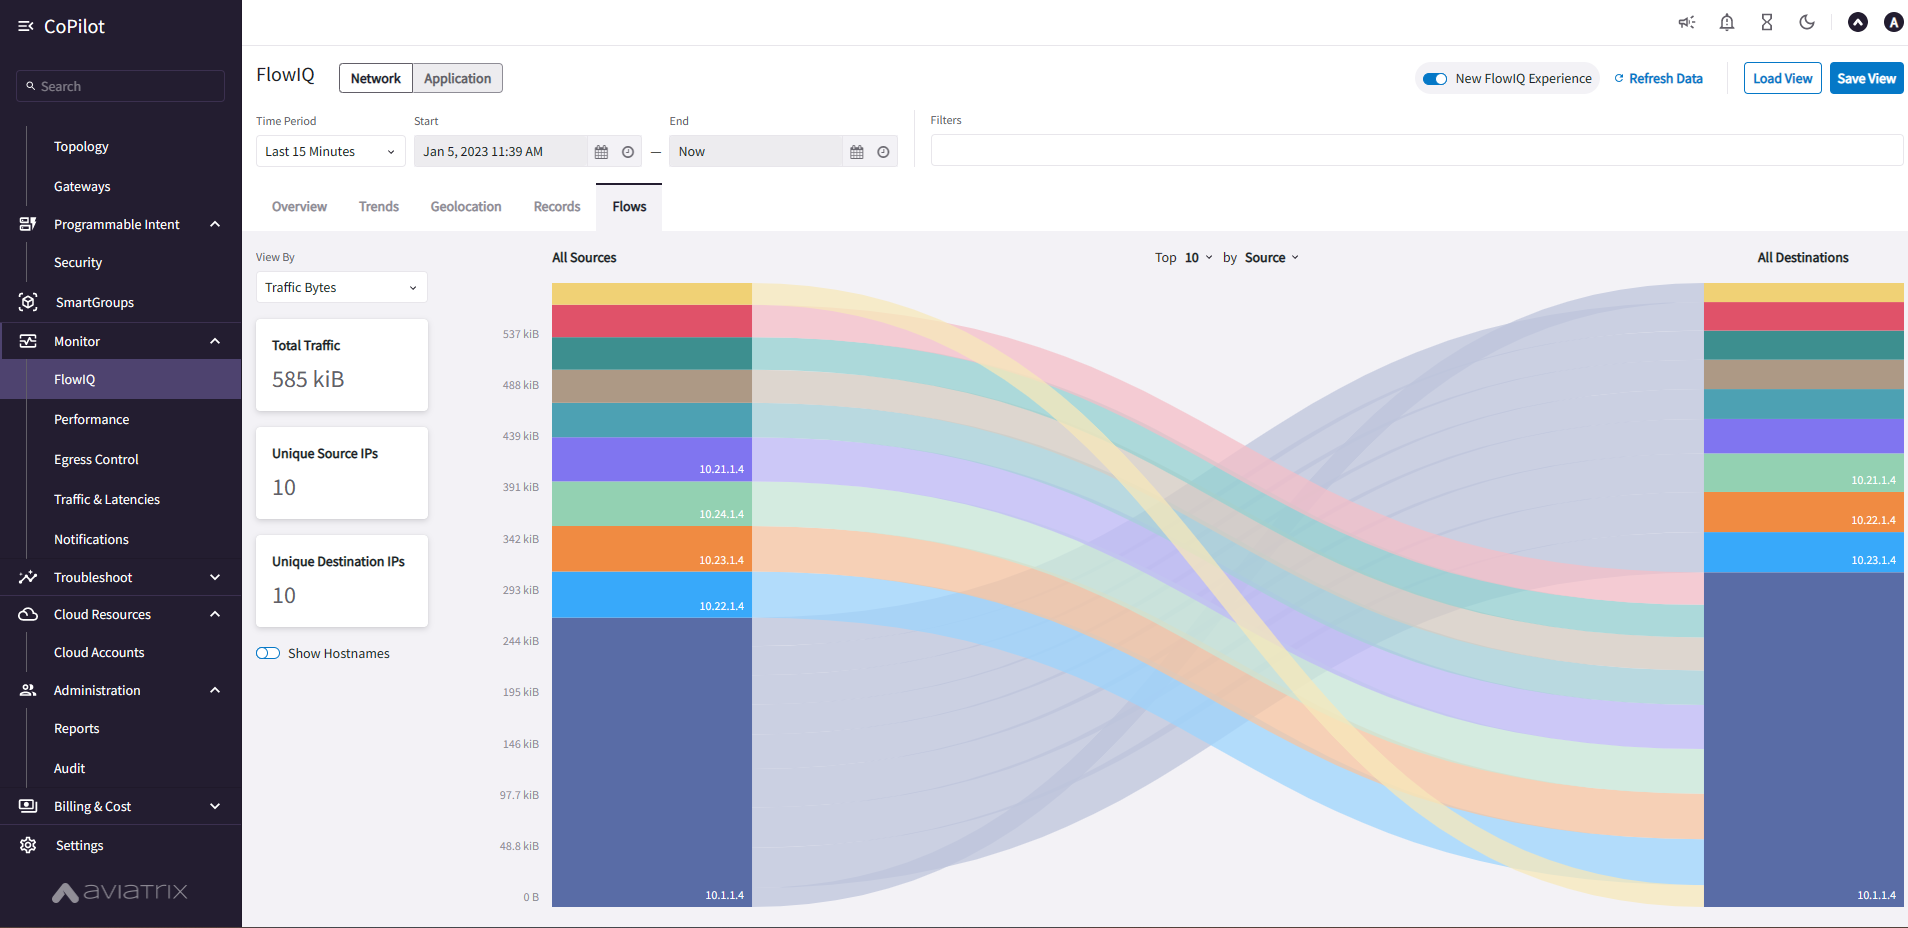 CoPilot
Search
Topology
Gateways
Programmable Intent
Security
SmartGroups
Monitor
FlowIQ
Performance
Egress Control
Traffic & Latencies
Notifications
Troubleshoot
Cloud Resources
Cloud Accounts
Administration
Reports
Audit
Billing & Cost
Settings
aviatrix
A
FlowIQ
Network
Application
New FlowIQ Experience
Refresh Data
Load View
Save View
Time Period
Start
End
Filters
Last 15 Minutes
Jan 5, 2023 11:39 AM
—
Now
Overview
Trends
Geolocation
Records
Flows
View By
Traffic Bytes
Total Traffic
585 kiB
Unique Source IPs
10
Unique Destination IPs
10
Show Hostnames
All Sources
Top 10 by Source
All Destinations
537 kiB
488 kiB
439 kiB
391 kiB
342 kiB
293 kiB
244 kiB
195 kiB
146 kiB
97.7 kiB
48.8 kiB
0 B
10.21.1.4
10.24.1.4
10.23.1.4
10.22.1.4
10.1.1.4
10.21.1.4
10.22.1.4
10.23.1.4
10.1.1.4